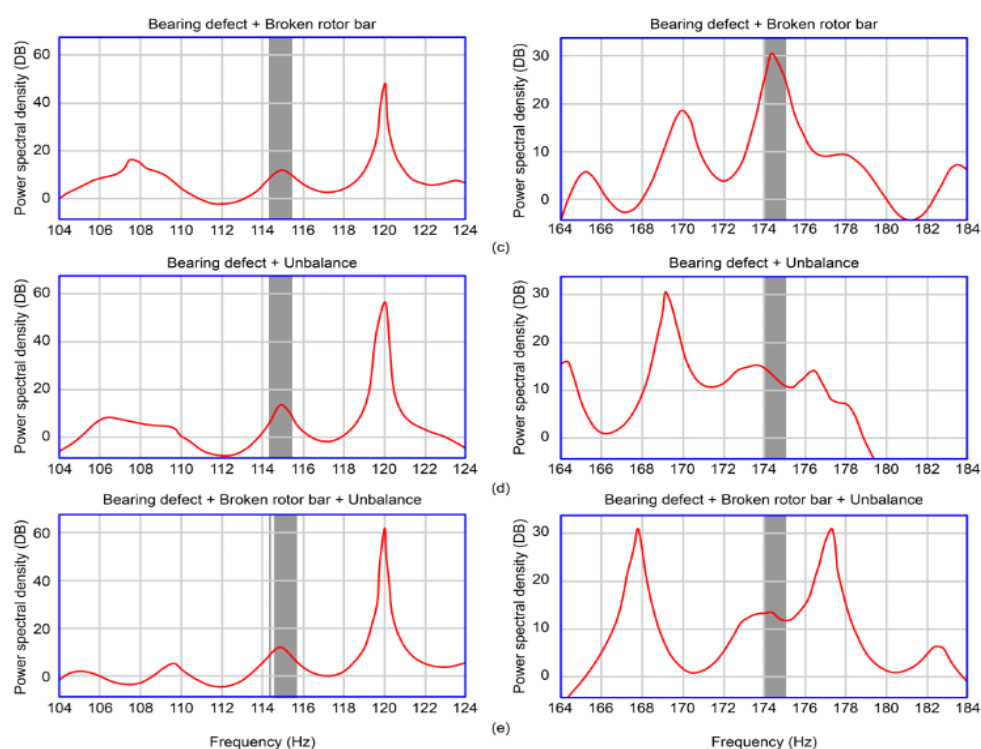 Bearing defect + Broken rotor bar
Power spectral density (DB)
60
40
20
0
104 106 108 110 112 114 116 118 120 122 124
Bearing defect + Broken rotor bar
Power spectral density (DB)
30
20
10
0
164 166 168 170 172 174 176 178 180 182 184
(c)
Bearing defect + Unbalance
Power spectral density (DB)
60
40
20
0
104 106 108 110 112 114 116 118 120 122 124
Bearing defect + Unbalance
Power spectral density (DB)
30
20
10
0
164 166 168 170 172 174 176 178 180 182 184
(d)
Bearing defect + Broken rotor bar + Unbalance
Power spectral density (DB)
60
40
20
0
104 106 108 110 112 114 116 118 120 122 124
Frequency (Hz)
Bearing defect + Broken rotor bar + Unbalance
Power spectral density (DB)
30
20
10
0
164 166 168 170 172 174 176 178 180 182 184
Frequency (Hz)
(e)